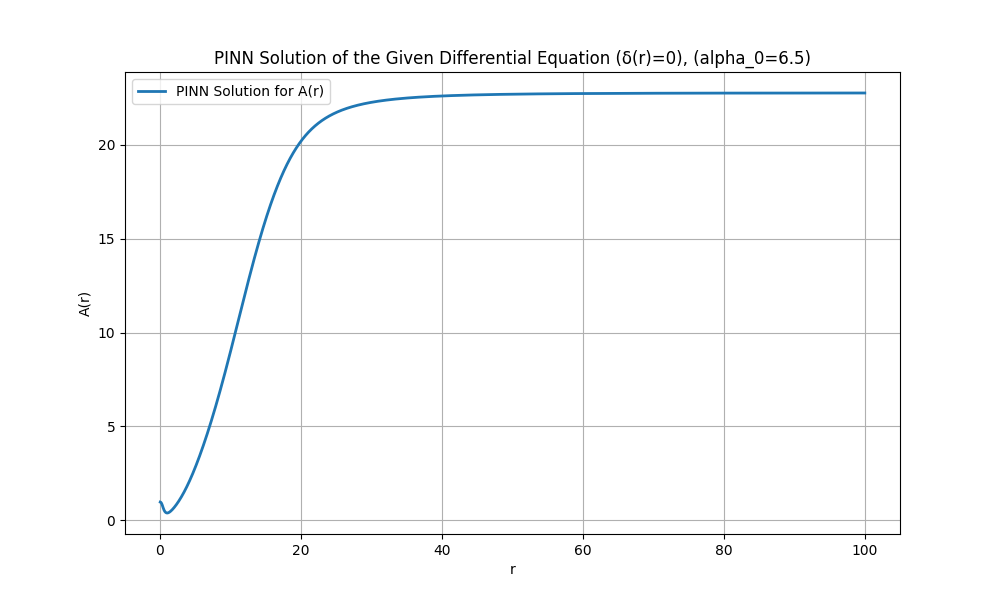 PINN Solution of the Given Differential Equation (δ(r)=0), (alpha_0=6.5)
PINN Solution for A(r)
A(r)
20
15
10
5
0
0 20 40 60 80 100
r